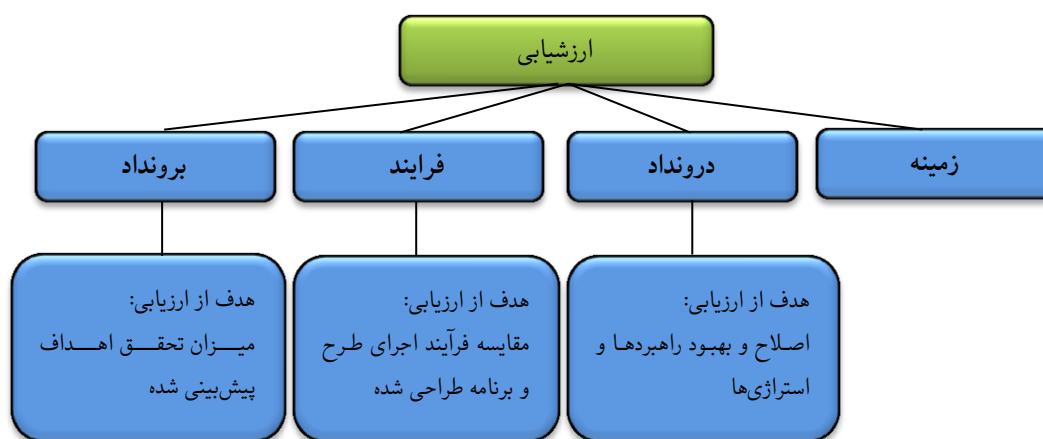 ارزشیابی
زمینه
درونداد
فرایند
برونداد
هدف از ارزیابی:
اصلاح و بهبود راهبردها و
استراتژی‌ها
هدف از ارزیابی:
مقایسه فرآیند اجرای طرح
و برنامه طراحی شده
هدف از ارزیابی:
میزان تحقق اهداف
پیش‌بینی شده